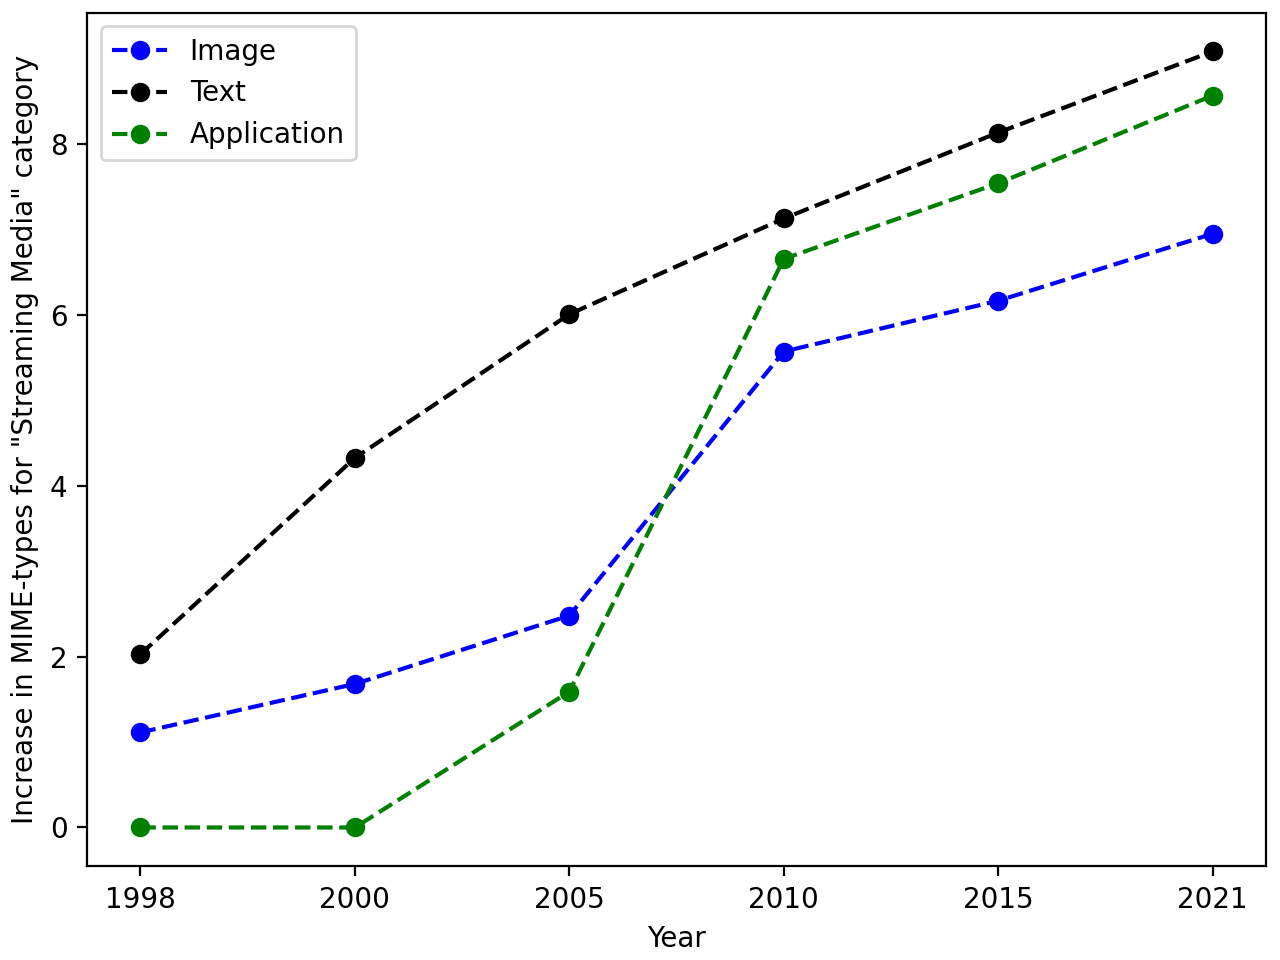 Image
Text
Application
Increase in MIME-types for "Streaming Media" category
8
6
4
2
0
1998 2000 2005 2010 2015 2021
Year